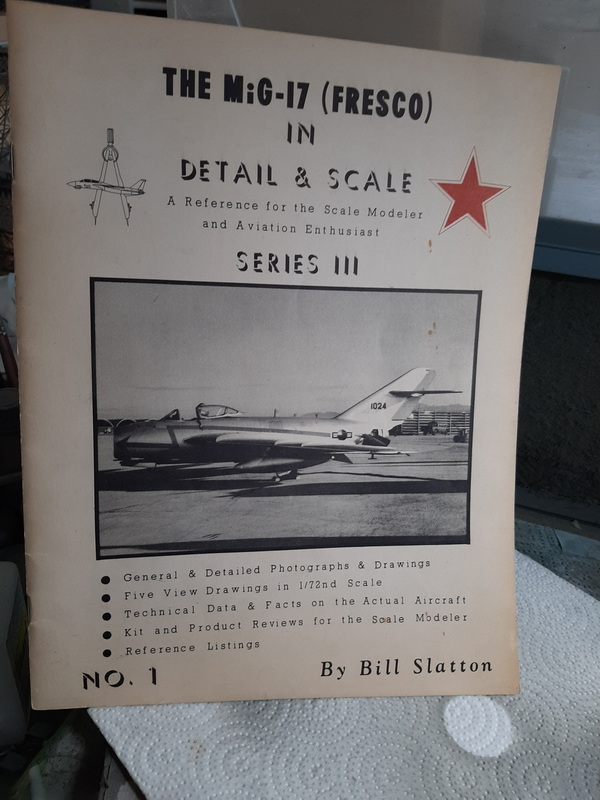 THE MiG-17 (FRESCO)
IN
DETAIL & SCALE
A Reference for the Scale Modeler
and Aviation Enthusiast
SERIES III
1024
● General & Detailed Photographs & Drawings
● Five View Drawings in 1/72nd Scale
● Technical Data & Facts on the Actual Aircraft
● Kit and Product Reviews for the Scale Modeler
● Reference Listings
NO. 1
By Bill Slatton